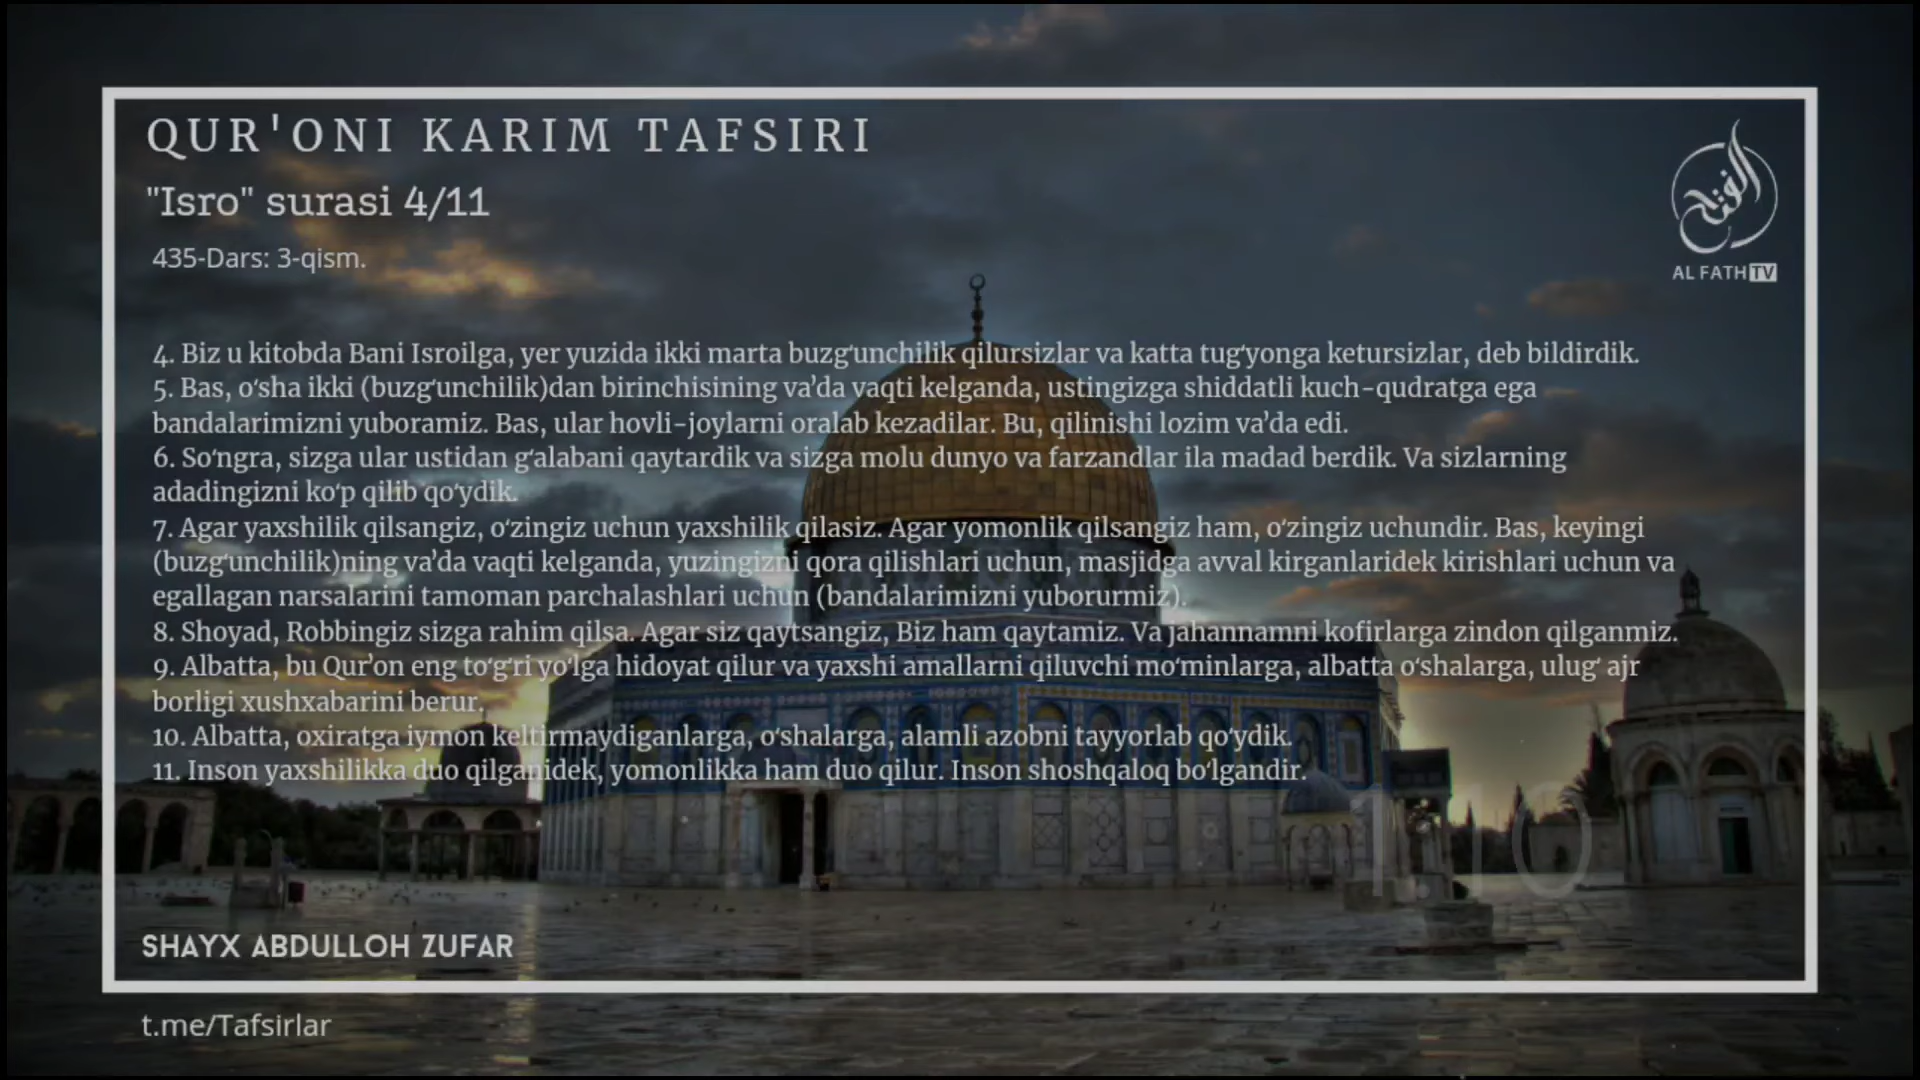 QUR'ONI KARIM TAFSIRI
"Isro" surasi 4/11
435-Dars: 3-qism.
الفتح
AL FATH TV
4. Biz u kitobda Bani Isroilga, yer yuzida ikki marta buzg‘unchilik qilursizlar va katta tug‘yonga ketursizlar, deb bildirdik.
5. Bas, o‘sha ikki (buzg‘unchilik)dan birinchisining va’da vaqti kelganda, ustingizga shiddatli kuch-qudratga ega
bandalarimizni yuboramiz. Bas, ular hovli-joylarni oralab kezadilar. Bu, qilinishi lozim va’da edi.
6. So‘ngra, sizga ular ustidan g‘alabani qaytardik va sizga molu dunyo va farzandlar ila madad berdik. Va sizlarning
adadingizni ko‘p qilib qo‘ydik.
7. Agar yaxshilik qilsangiz, o‘zingiz uchun yaxshilik qilasiz. Agar yomonlik qilsangiz ham, o‘zingiz uchundir. Bas, keyingi
(buzg‘unchilik)ning va’da vaqti kelganda, yuzingizni qora qilishlari uchun, masjidga avval kirganlaridek kirishlari uchun va
egallagan narsalarini tamoman parchalashlari uchun (bandalarimizni yuborurmiz).
8. Shoyad, Robbingiz sizga rahim qilsa. Agar siz qaytsangiz, Biz ham qaytamiz. Va jahannamni kofirlarga zindon qilganmiz.
9. Albatta, bu Qur’on eng to‘g‘ri yo‘lga hidoyat qilur va yaxshi amallarni qiluvchi mo‘minlarga, albatta o‘shalarga, ulug‘ ajr
borligi xushxabarini berur.
10. Albatta, oxiratga iymon keltirmaydiganlarga, o‘shalarga, alamli azobni tayyorlab qo‘ydik.
11. Inson yaxshilikka duo qilganidek, yomonlikka ham duo qilur. Inson shoshqaloq bo‘lgandir.
1:10
SHAYX ABDULLOH ZUFAR
t.me/Tafsirlar